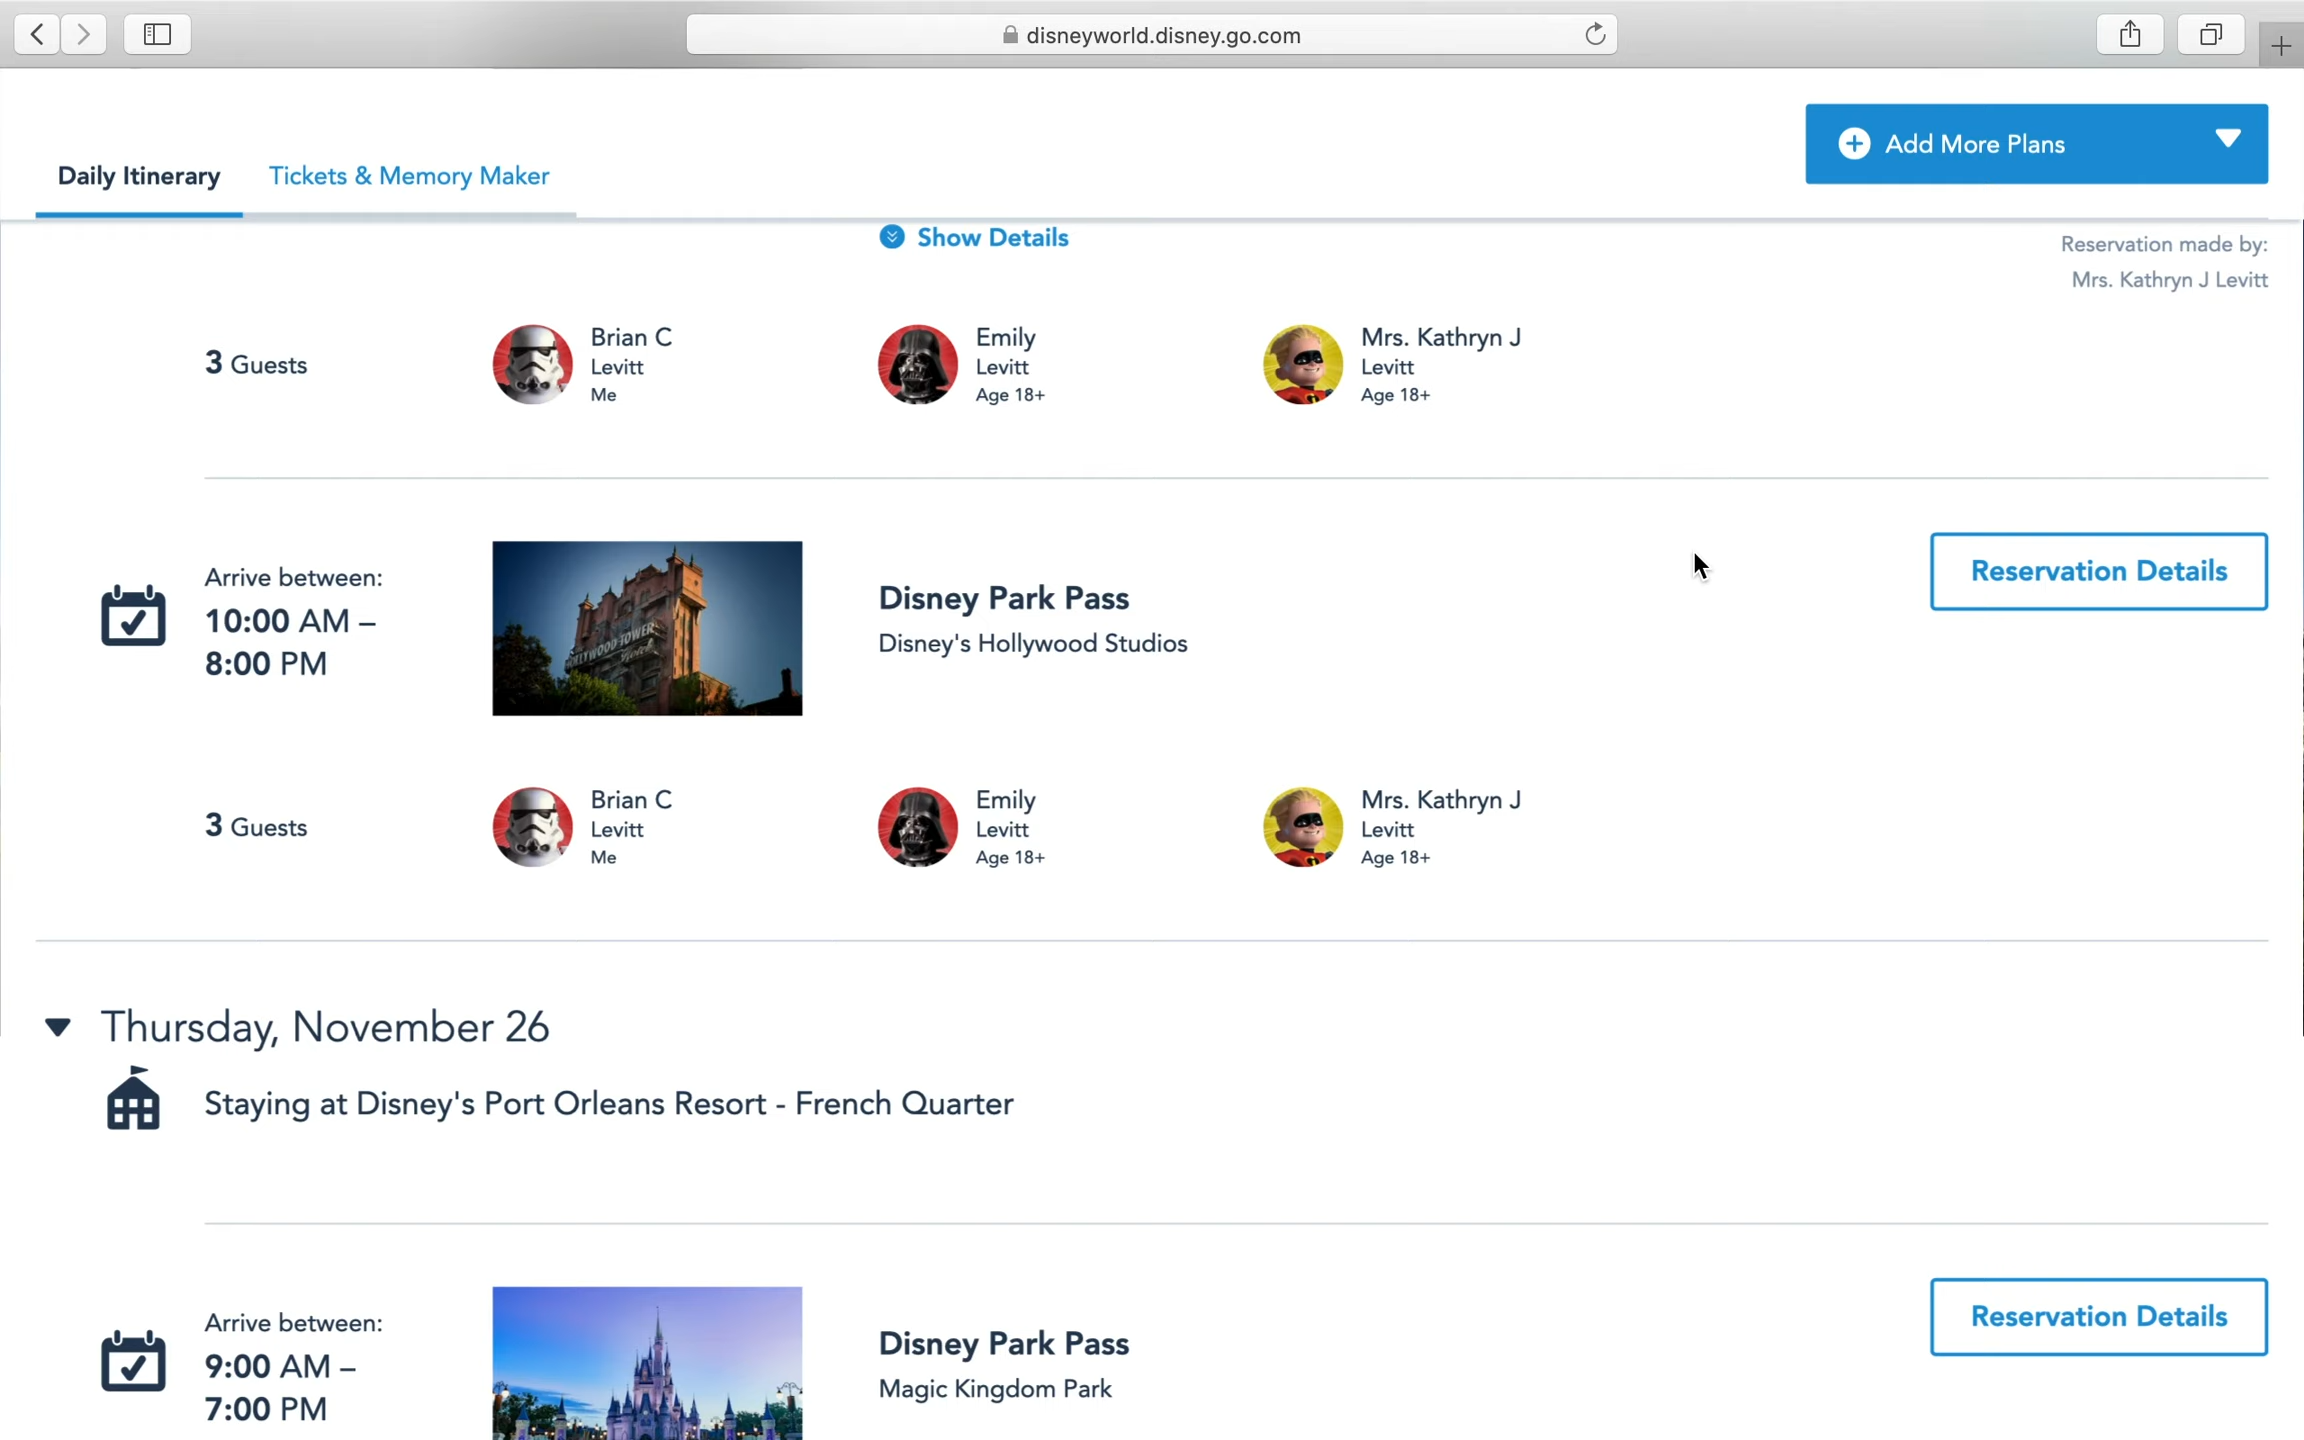 disneyworld.disney.go.com
Add More Plans
Daily Itinerary
Tickets & Memory Maker
Show Details
Reservation made by:
Mrs. Kathryn J Levitt
3 Guests
Brian C
Levitt
Me
Emily
Levitt
Age 18+
Mrs. Kathryn J
Levitt
Age 18+
Arrive between:
10:00 AM –
8:00 PM
HOLLYWOOD TOWER
Hotel
Disney Park Pass
Disney's Hollywood Studios
Reservation Details
3 Guests
Brian C
Levitt
Me
Emily
Levitt
Age 18+
Mrs. Kathryn J
Levitt
Age 18+
Thursday, November 26
Staying at Disney's Port Orleans Resort - French Quarter
Arrive between:
9:00 AM –
7:00 PM
Disney Park Pass
Magic Kingdom Park
Reservation Details